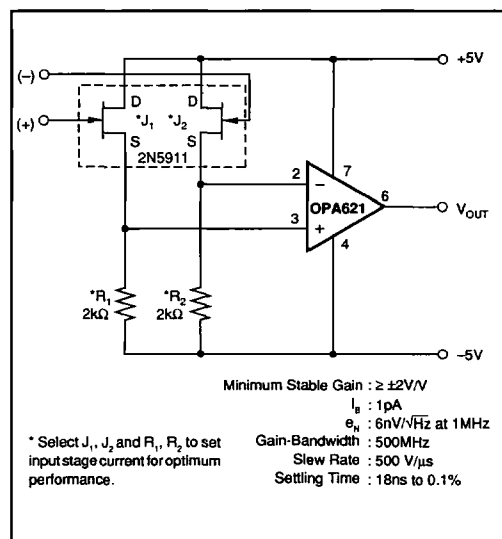 +5V
(–)
D D
(+)
*J₁ *J₂
S S
2N5911
7
2
–
6
OPA621
VOUT
3
+
4
*R₁
2kΩ
*R₂
2kΩ
–5V
Minimum Stable Gain : ≥ ±2V/V
IB : 1pA
eN : 6nV/√Hz at 1MHz
Gain-Bandwidth : 500MHz
Slew Rate : 500 V/µs
Settling Time : 18ns to 0.1%
* Select J₁, J₂ and R₁, R₂ to set
input stage current for optimum
performance.